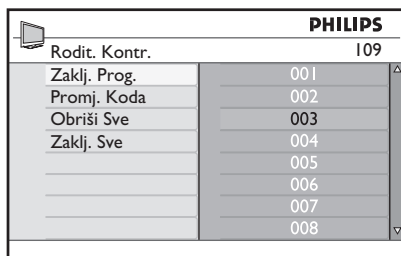 PHILIPS
Rodit. Kontr. 109
Zaklj. Prog. 001
Promj. Koda 002
Obriši Sve 003
Zaklj. Sve 004
005
006
007
008